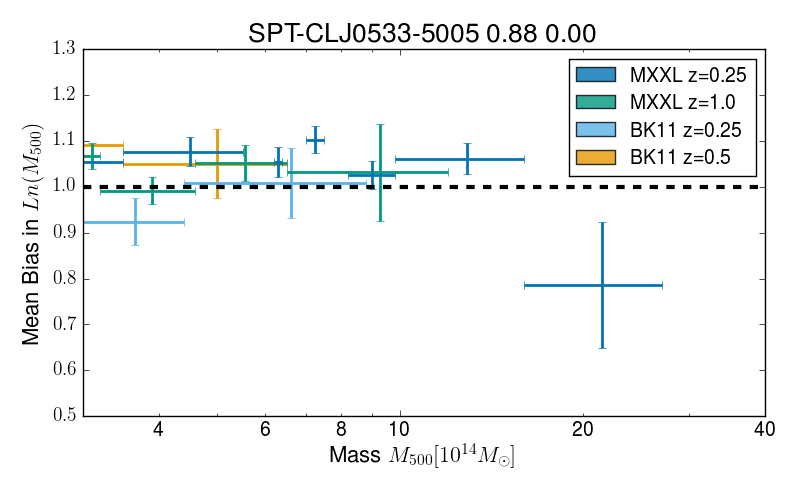 SPT-CLJ0533-5005 0.88 0.00
1.3
1.2
1.1
1.0
0.9
0.8
0.7
0.6
0.5
Mean Bias in Ln(M500)
MXXL z=0.25
MXXL z=1.0
BK11 z=0.25
BK11 z=0.5
4 6 8 10 20 40
Mass M500[10^14 M⊙]